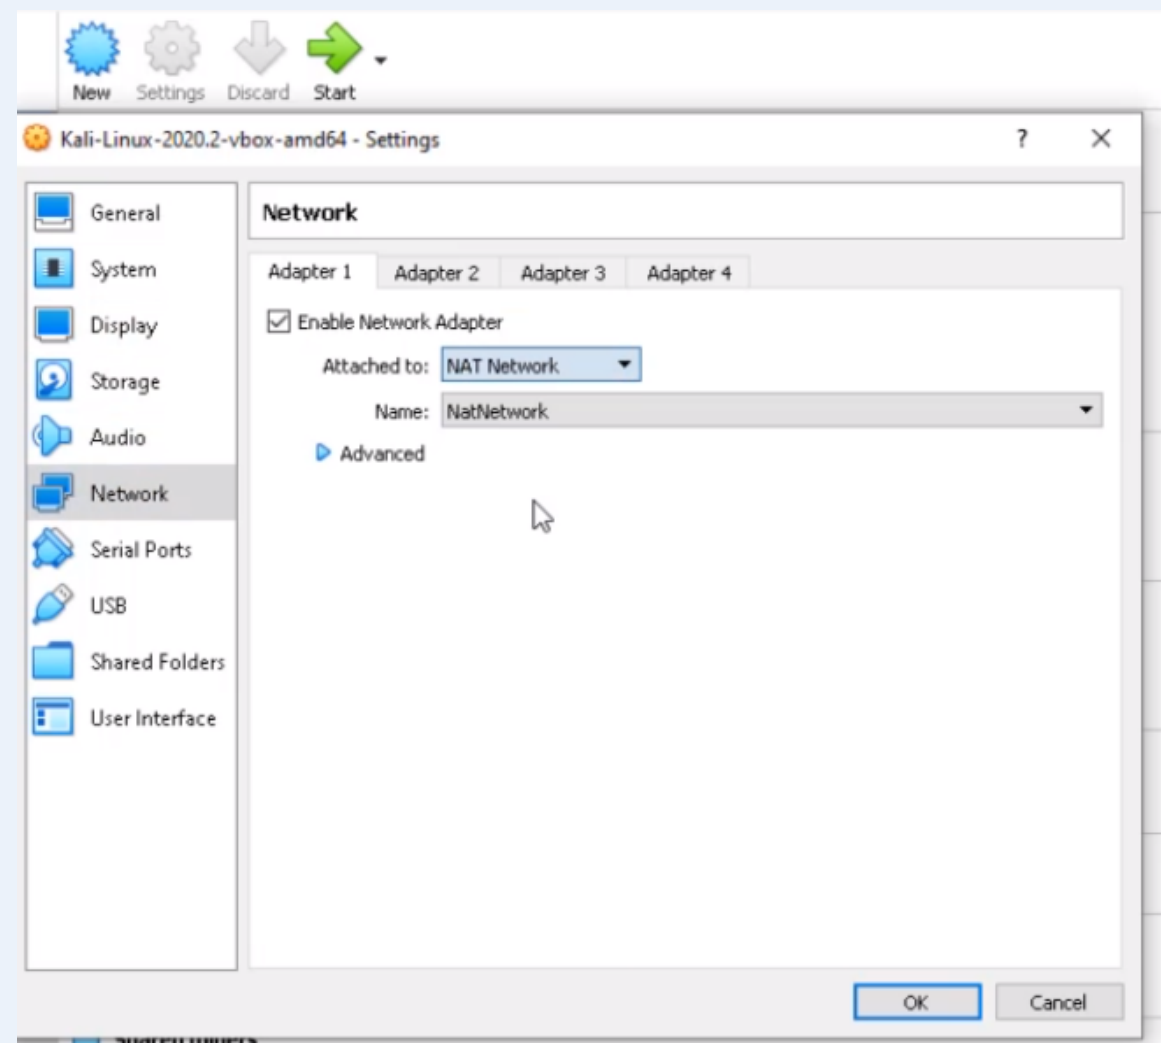 New Settings Discard Start
Kali-Linux-2020.2-vbox-amd64 - Settings ?
General
System
Display
Storage
Audio
Network
Serial Ports
USB
Shared Folders
User Interface
Network
Adapter 1 Adapter 2 Adapter 3 Adapter 4
Enable Network Adapter
Attached to: NAT Network
Name: NatNetwork
Advanced
OK Cancel